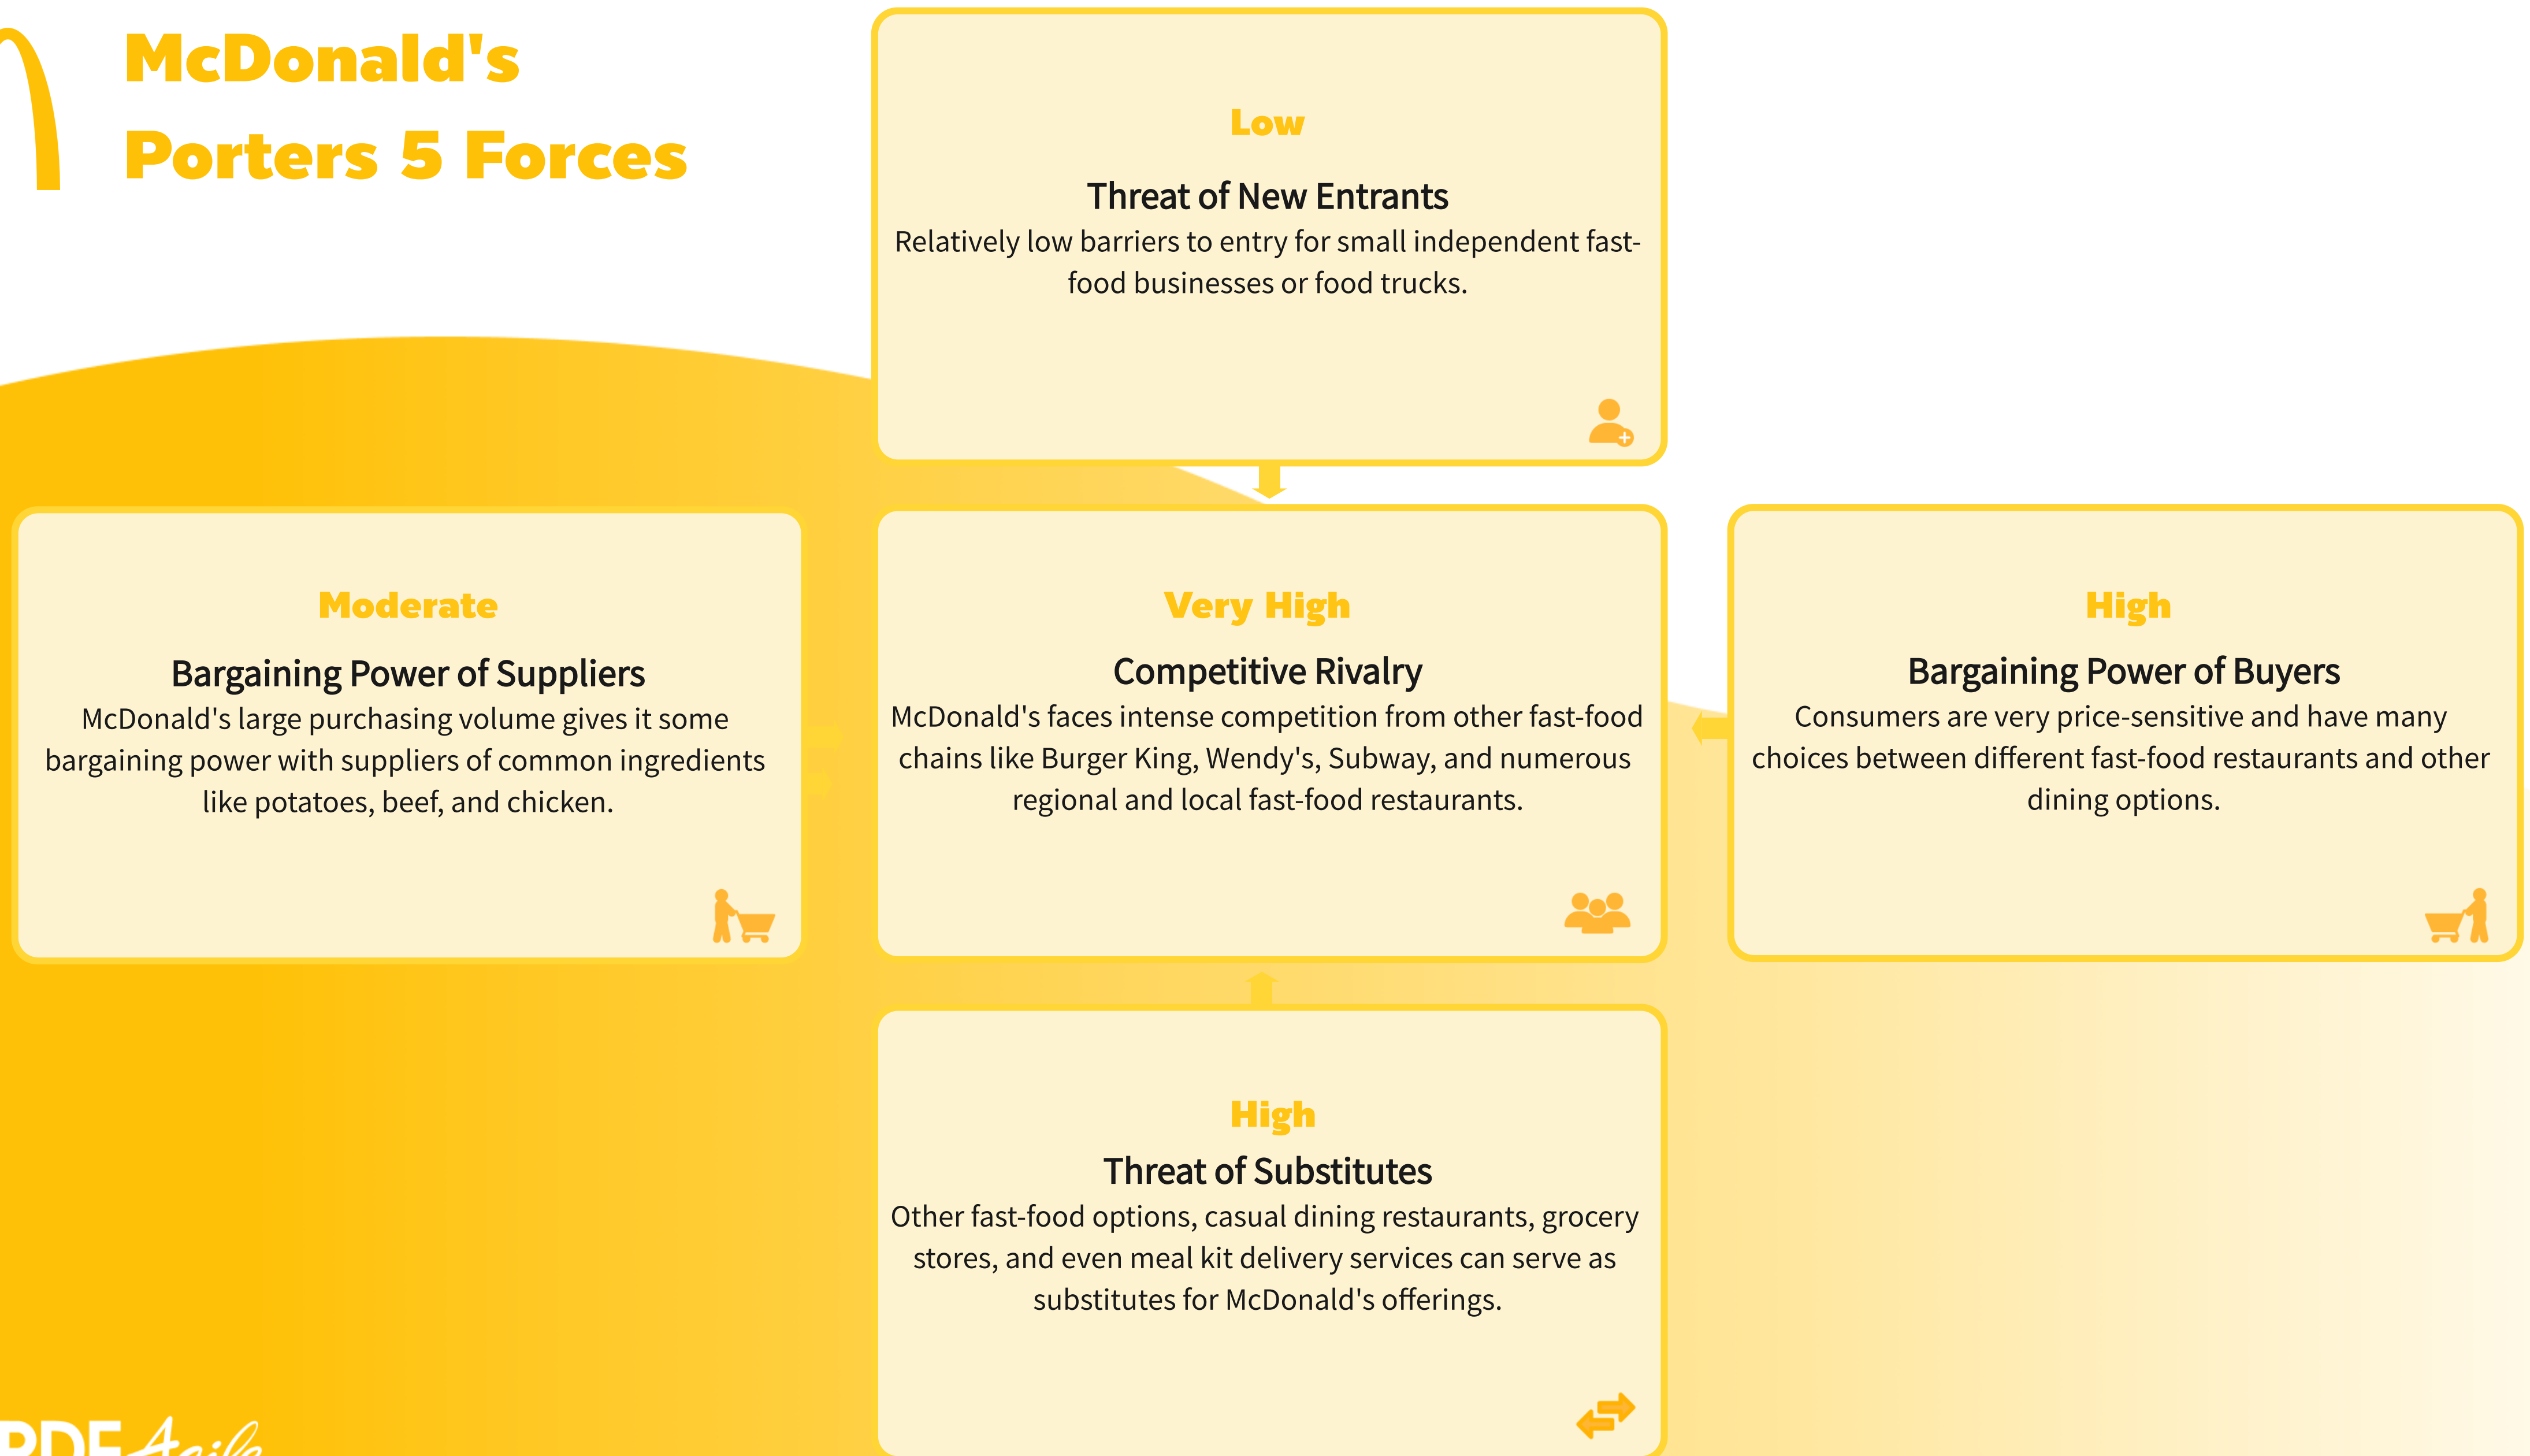 McDonald's
Porters 5 Forces
Low
Threat of New Entrants
Relatively low barriers to entry for small independent fast-
food businesses or food trucks.
Moderate
Bargaining Power of Suppliers
McDonald's large purchasing volume gives it some
bargaining power with suppliers of common ingredients
like potatoes, beef, and chicken.
Very High
Competitive Rivalry
McDonald's faces intense competition from other fast-food
chains like Burger King, Wendy's, Subway, and numerous
regional and local fast-food restaurants.
High
Bargaining Power of Buyers
Consumers are very price-sensitive and have many
choices between different fast-food restaurants and other
dining options.
High
Threat of Substitutes
Other fast-food options, casual dining restaurants, grocery
stores, and even meal kit delivery services can serve as
substitutes for McDonald's offerings.
PDF Agile